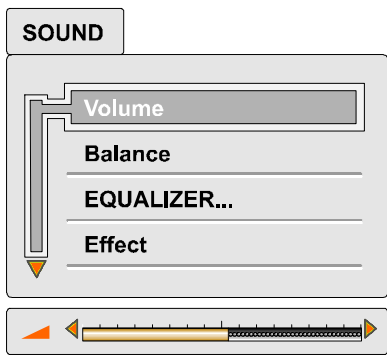 SOUND
Volume
Balance
EQUALIZER...
Effect